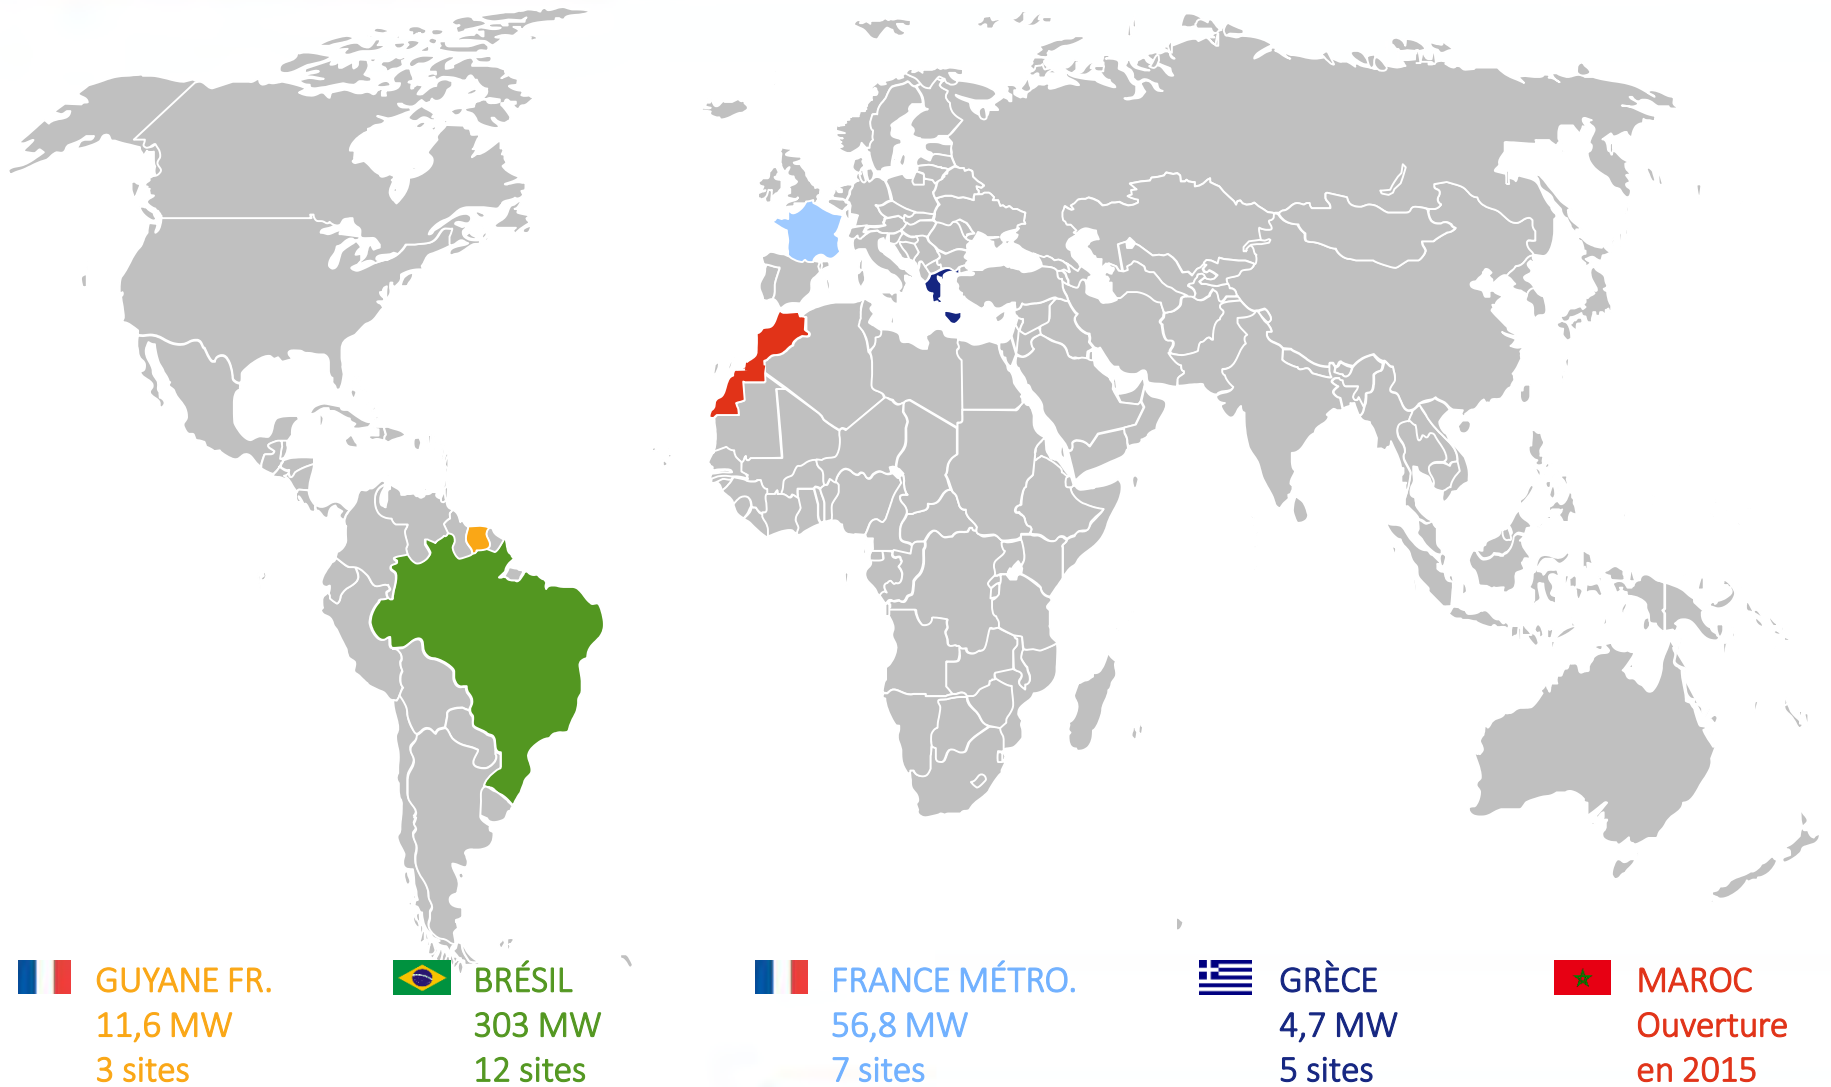 GUYANE FR.
11,6 MW
3 sites
BRÉSIL
303 MW
12 sites
FRANCE MÉTRO.
56,8 MW
7 sites
GRÈCE
4,7 MW
5 sites
MAROC
Ouverture
en 2015